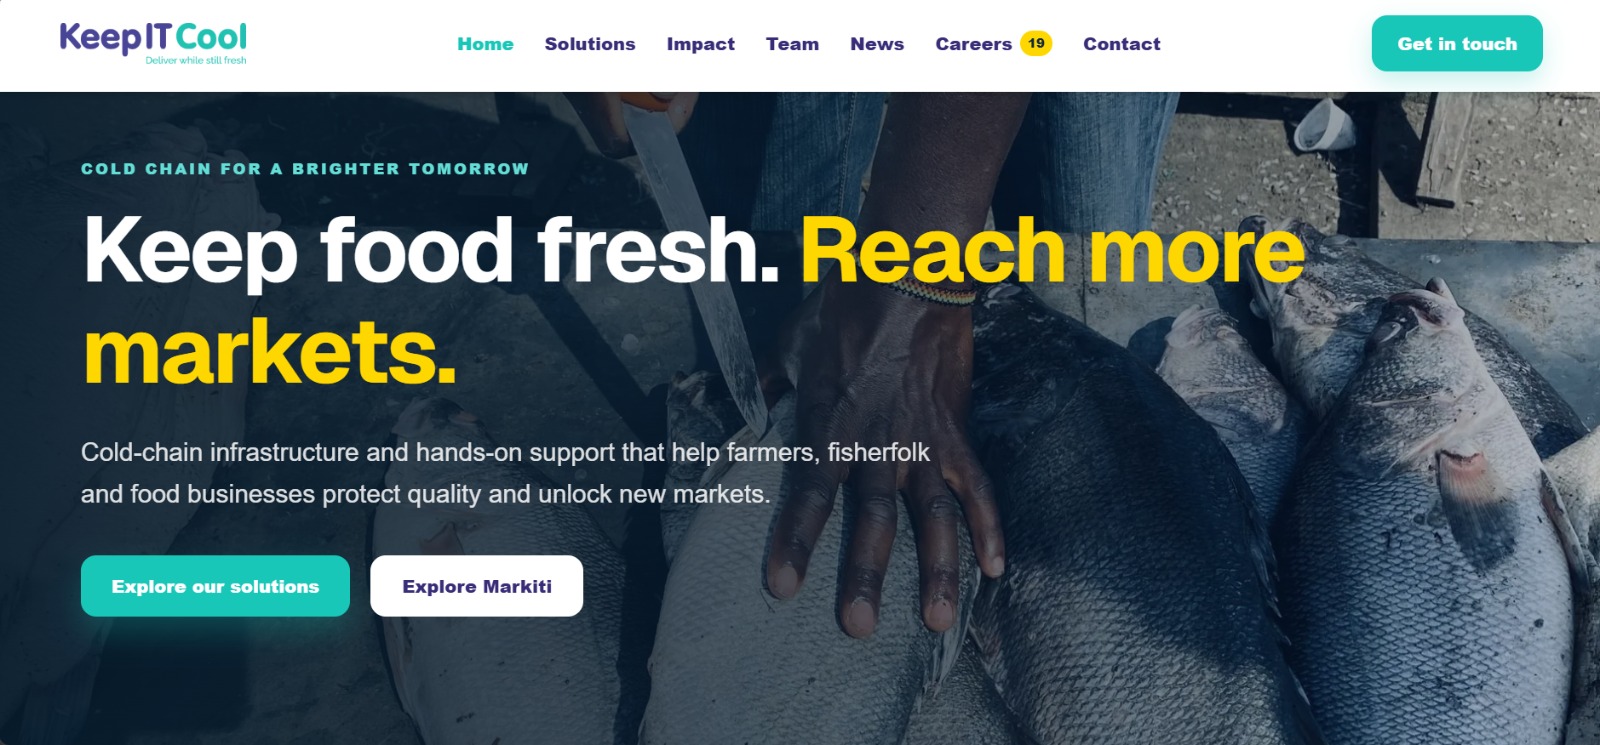 KeepIT Cool
Deliver while still fresh
Home
Solutions
Impact
Team
News
Careers 19
Contact
Get in touch
COLD CHAIN FOR A BRIGHTER TOMORROW
Keep food fresh. Reach more
markets.
Cold-chain infrastructure and hands-on support that help farmers, fisherfolk
and food businesses protect quality and unlock new markets.
Explore our solutions
Explore Markiti